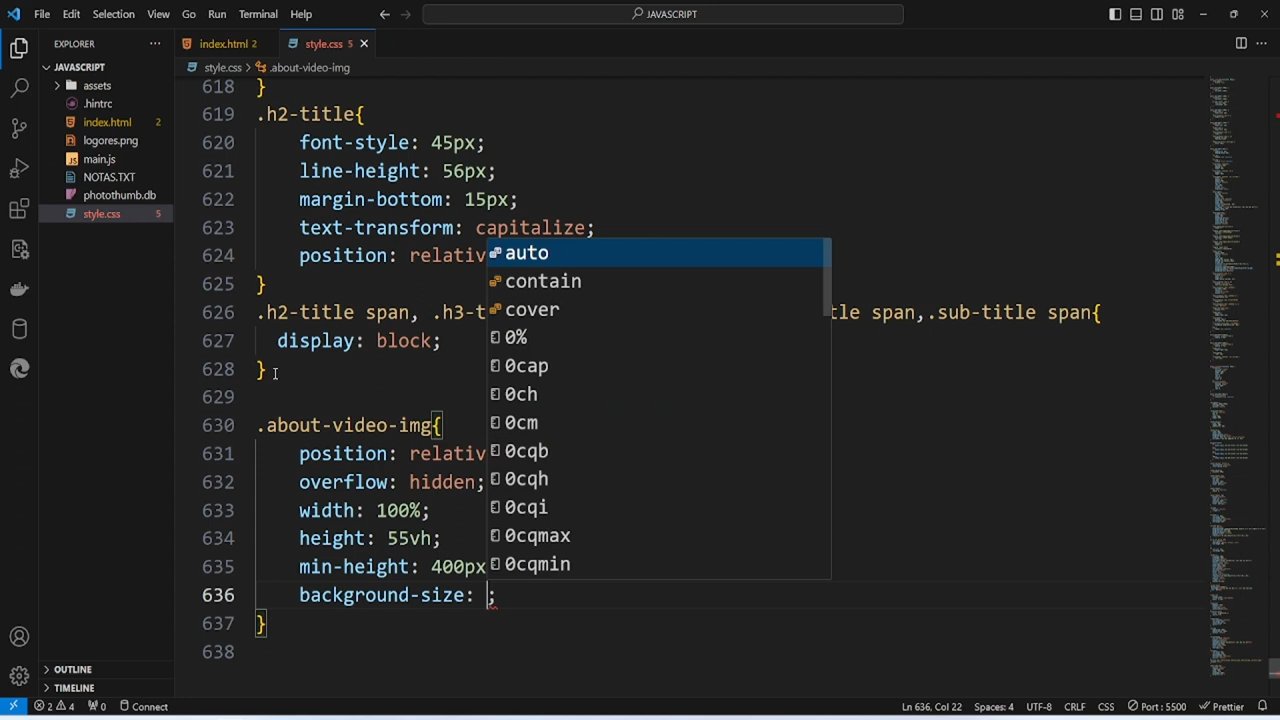 File Edit Selection View Go Run Terminal Help
JAVASCRIPT
EXPLORER
JAVASCRIPT
assets
.hintrc
index.html 2
logores.png
main.js
NOTAS.TXT
photothumb.db
style.css 5
OUTLINE
TIMELINE
index.html 2
style.css 5
style.css > .about-video-img
618 }
619 .h2-title{
620 font-style: 45px;
621 line-height: 56px;
622 margin-bottom: 15px;
623 text-transform: capitalize;
624 position: relativ
625 }
626 .h2-title span, .h3-t tle span,.sub-title span{
627 display: block;
628 }
629
630 .about-video-img{
631 position: relativ
632 overflow: hidden;
633 width: 100%;
634 height: 55vh;
635 min-height: 400px
636 background-size: ;
637 }
638
auto
contain
cover
0%
0cap
0ch
0cm
0cqb
0cqh
0cqi
0cqmax
0cqmin
2 4 0 Connect
Ln 636, Col 22 Spaces: 4 UTF-8 CRLF CSS Port : 5500 Prettier